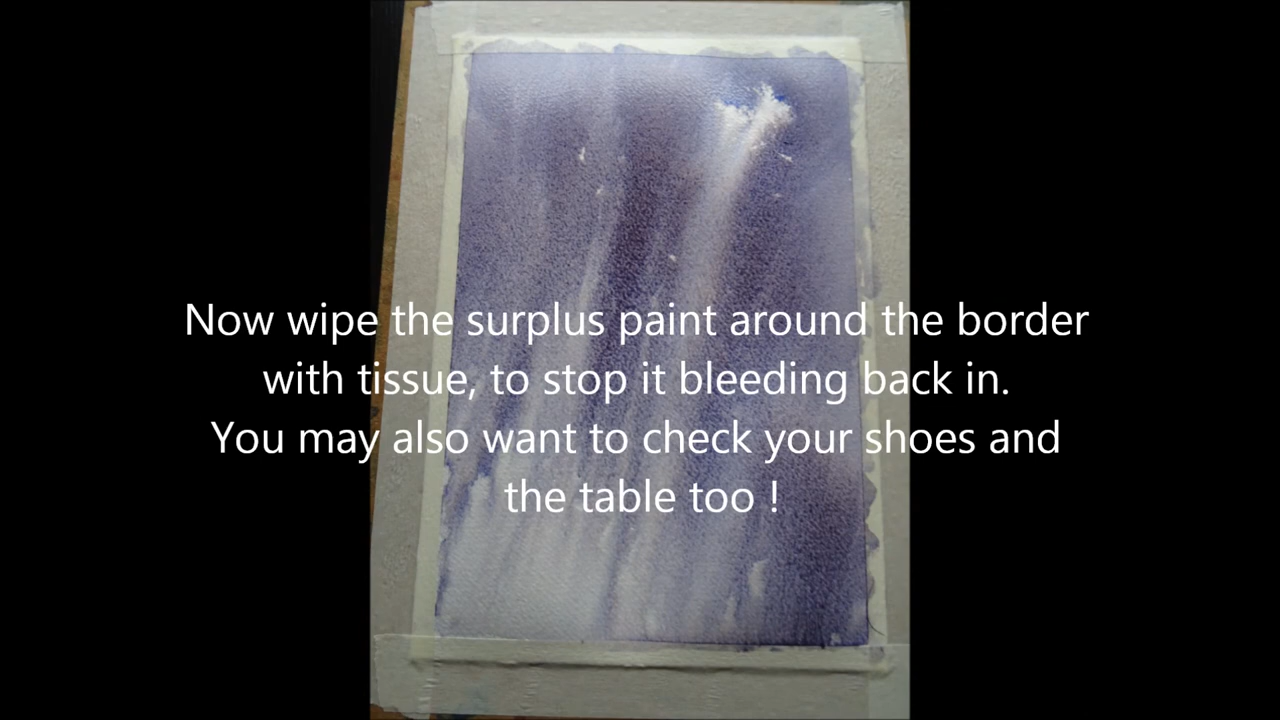 Now wipe the surplus paint around the border
with tissue, to stop it bleeding back in.
You may also want to check your shoes and
the table too !